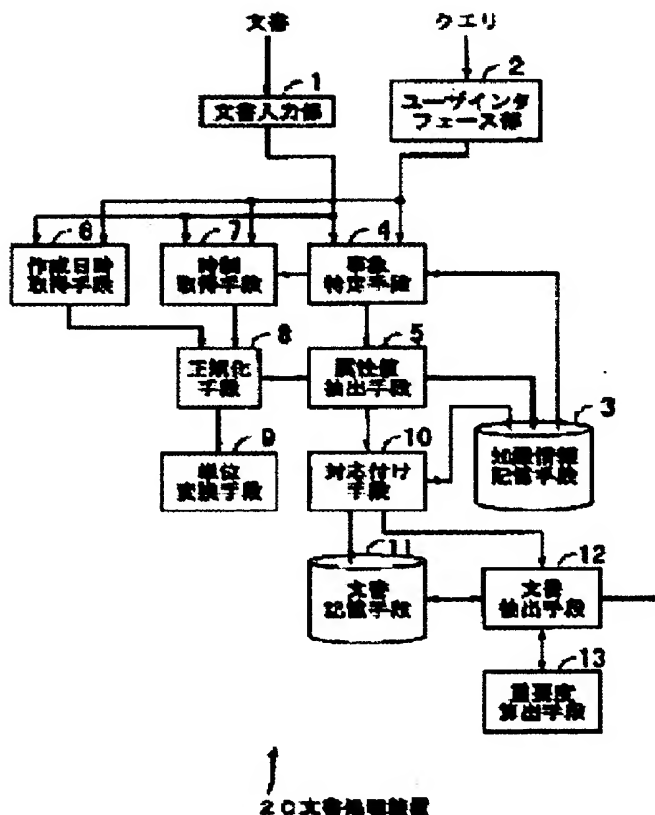 文書
クエリ
1
文書入力部
2
ユーザインタ
フェース部
6
作成日時
取得手段
7
時制
取得手段
4
事象
特定手段
8
正規化
手段
5
属性値
抽出手段
3
知識情報
記憶手段
9
単位
変換手段
10
対応付け
手段
11
文書
記憶手段
12
文書
抽出手段
13
重要度
算出手段
20文書処理装置